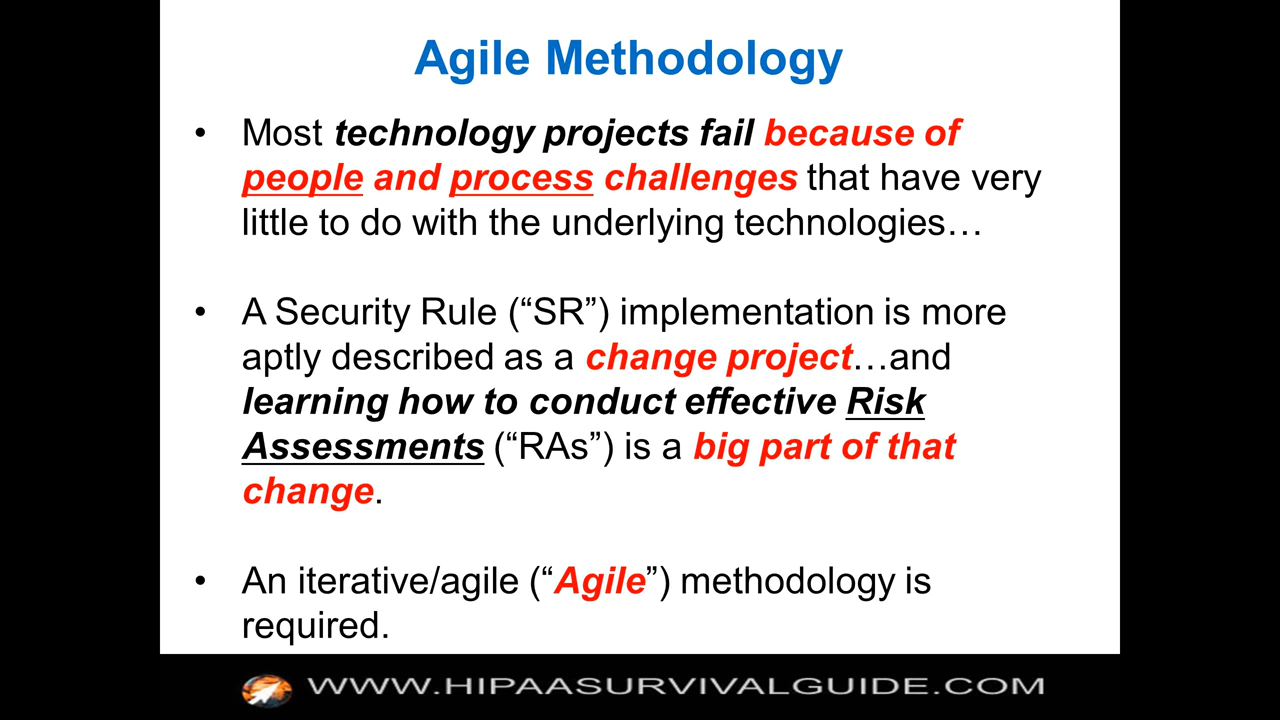 Agile Methodology
• Most technology projects fail because of
people and process challenges that have very
little to do with the underlying technologies…
• A Security Rule (“SR”) implementation is more
aptly described as a change project…and
learning how to conduct effective Risk
Assessments (“RAs”) is a big part of that
change.
• An iterative/agile (“Agile”) methodology is
required.
WWW.HIPAASURVIVALGUIDE.COM